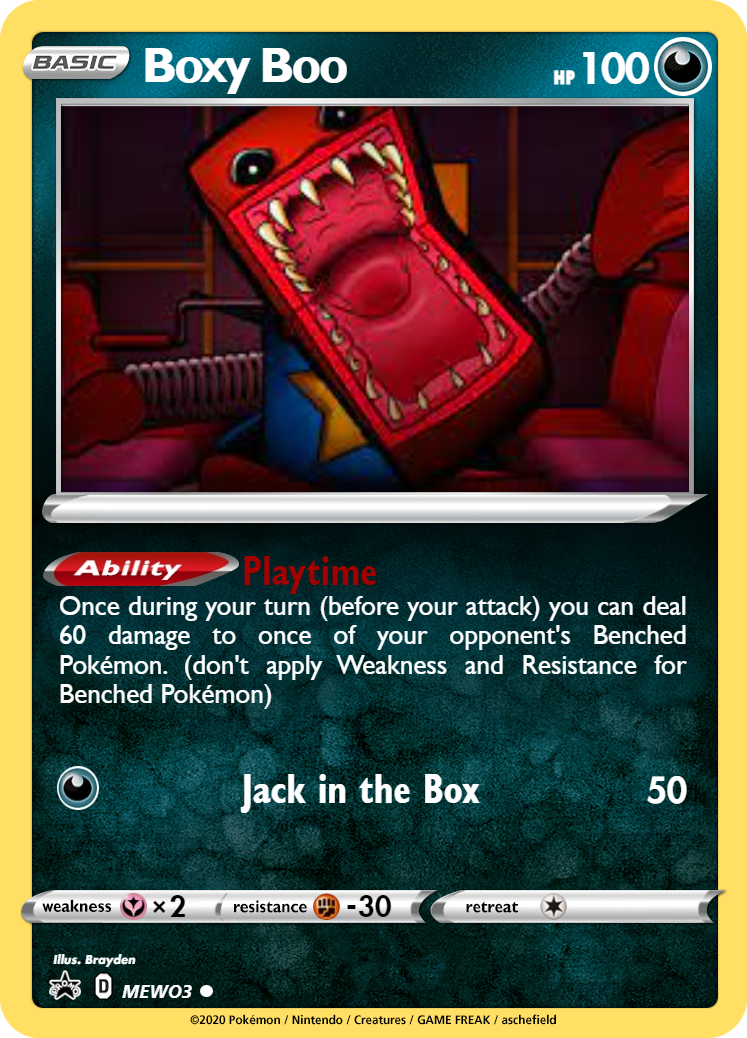 BASIC Boxy Boo HP 100
Ability Playtime
Once during your turn (before your attack) you can deal
60 damage to once of your opponent's Benched
Pokémon. (don't apply Weakness and Resistance for
Benched Pokémon)
Jack in the Box 50
weakness ×2 resistance -30 retreat
Illus. Brayden
PROMO D MEW03
©2020 Pokémon / Nintendo / Creatures / GAME FREAK / aschefield